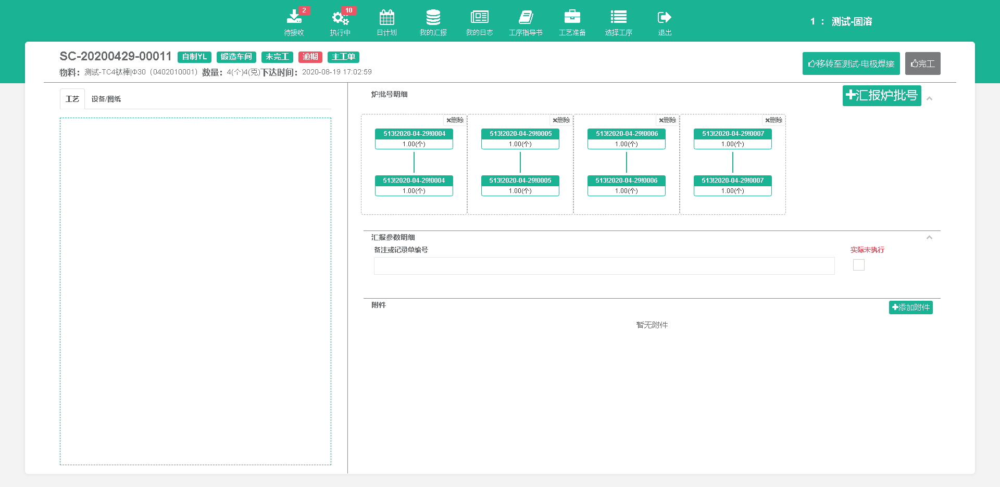 2
10
待接收
执行中
日计划
我的汇报
我的日志
工序指导书
工艺准备
选择工序
退出
1 : 测试-固溶
SC-20200429-00011 自制YL 锻造车间 未完工 逾期 主工单
物料: 测试-TC4钛棒|Φ30 (0402010001) 数量: 4(个)4(克)下达时间: 2020-08-19 17:02:59
移转至测试-电极焊接
完工
工艺
设备/图纸
炉批号明细
汇报炉批号
删除
删除
删除
删除
513!2020-04-29!0004
513!2020-04-29!0005
513!2020-04-29!0006
513!2020-04-29!0007
1.00(个)
1.00(个)
1.00(个)
1.00(个)
513!2020-04-29!0004
513!2020-04-29!0005
513!2020-04-29!0006
513!2020-04-29!0007
1.00(个)
1.00(个)
1.00(个)
1.00(个)
汇报参数明细
备注或记录单编号
实际未执行
附件
添加附件
暂无附件